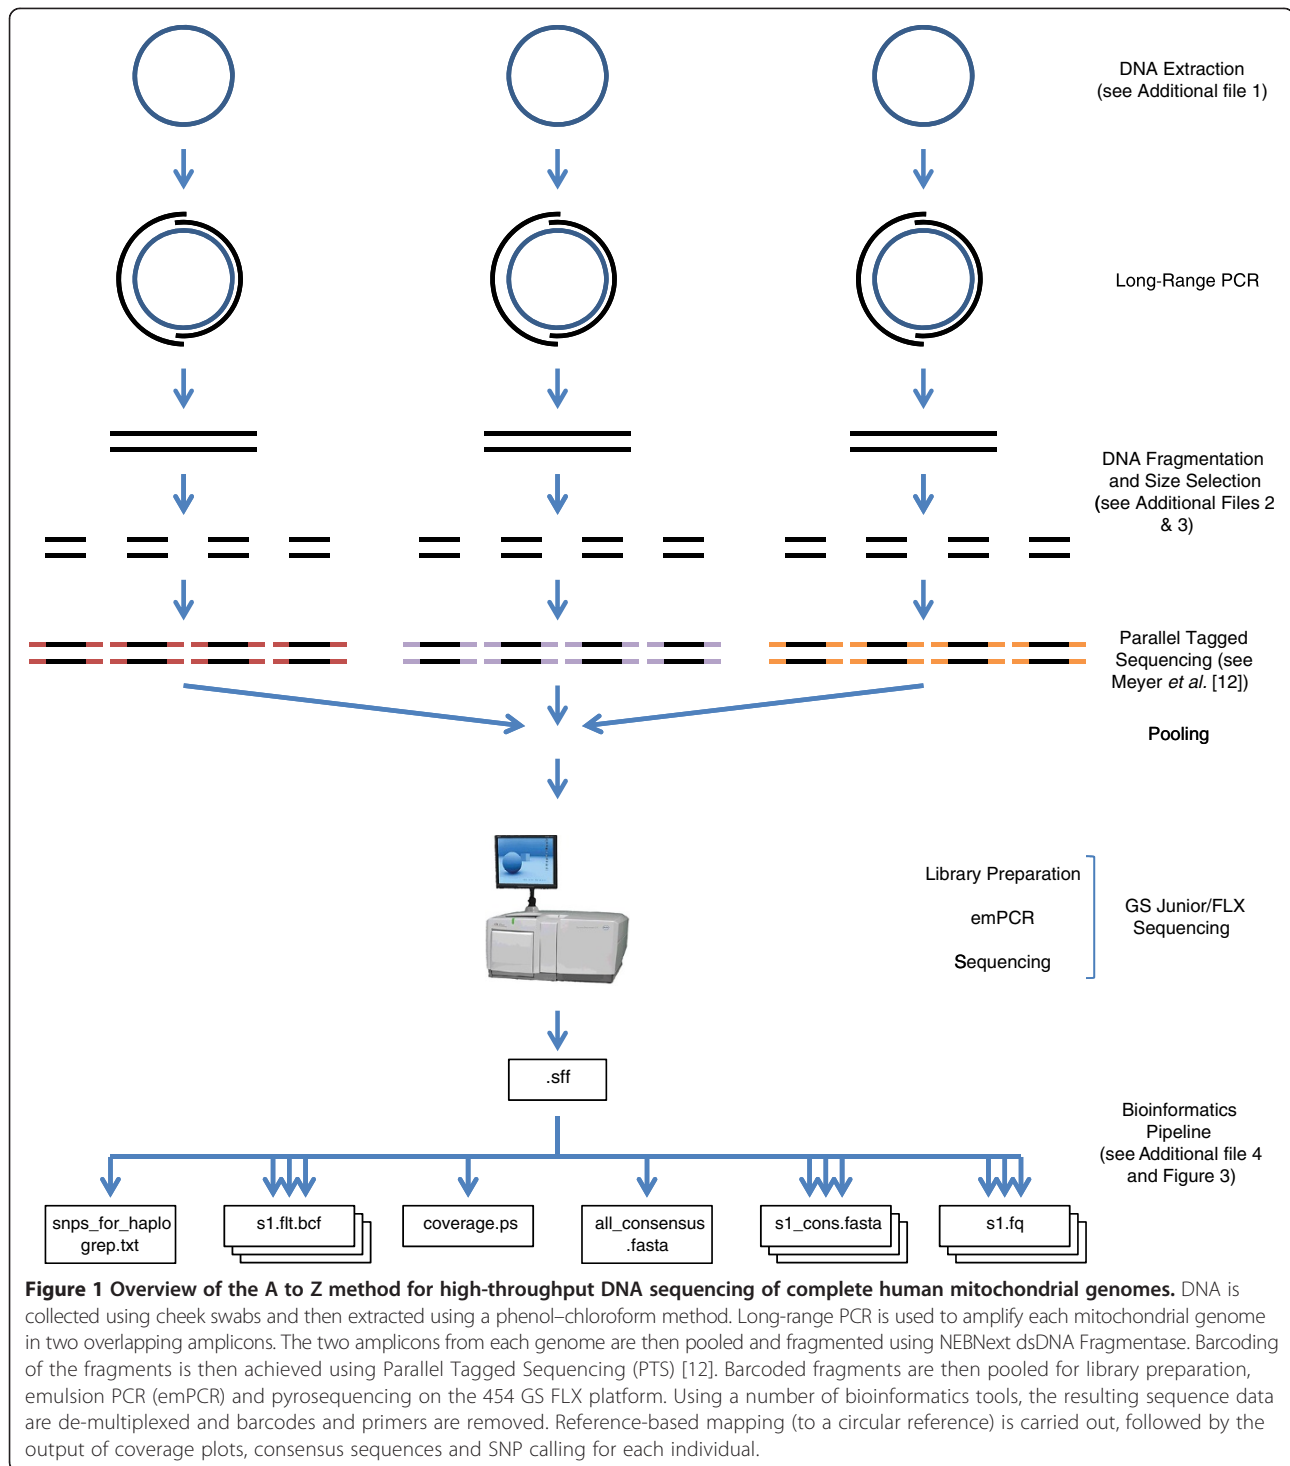 DNA Extraction
(see Additional file 1)
Long-Range PCR
DNA Fragmentation
and Size Selection
(see Additional Files 2
& 3)
Parallel Tagged
Sequencing (see
Meyer et al. [12])
Pooling
Library Preparation
emPCR
Sequencing
GS Junior/FLX
Sequencing
.sff
Bioinformatics
Pipeline
(see Additional file 4
and Figure 3)
snps_for_haplo
grep.txt
s1.flt.bcf
coverage.ps
all_consensus
.fasta
s1_cons.fasta
s1.fq
Figure 1 Overview of the A to Z method for high-throughput DNA sequencing of complete human mitochondrial genomes. DNA is
collected using cheek swabs and then extracted using a phenol–chloroform method. Long-range PCR is used to amplify each mitochondrial genome
in two overlapping amplicons. The two amplicons from each genome are then pooled and fragmented using NEBNext dsDNA Fragmentase. Barcoding
of the fragments is then achieved using Parallel Tagged Sequencing (PTS) [12]. Barcoded fragments are then pooled for library preparation,
emulsion PCR (emPCR) and pyrosequencing on the 454 GS FLX platform. Using a number of bioinformatics tools, the resulting sequence data
are de-multiplexed and barcodes and primers are removed. Reference-based mapping (to a circular reference) is carried out, followed by the
output of coverage plots, consensus sequences and SNP calling for each individual.